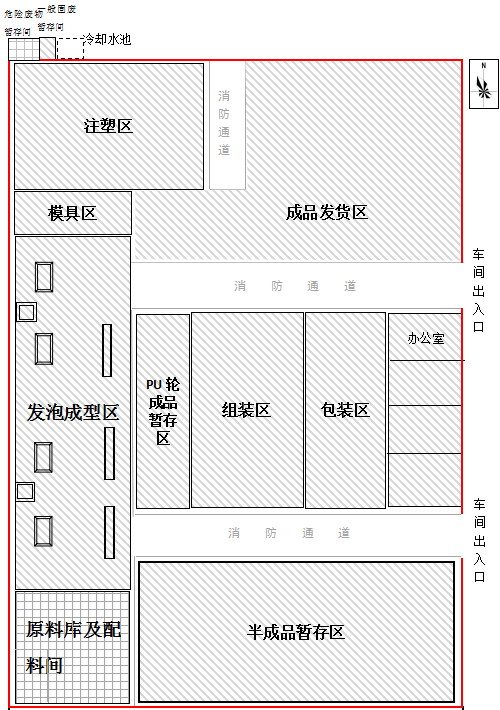 危险废物
暂存间
一般固废
暂存间
冷却水池
N
注塑区
消
防
通
道
模具区
成品发货区
车
间
出
入
口
消 防 通 道
办公室
PU 轮
成品
暂存
区
组装区
包装区
发泡成型区
车
间
出
入
口
消 防 通 道
原料库及配
料间
半成品暂存区